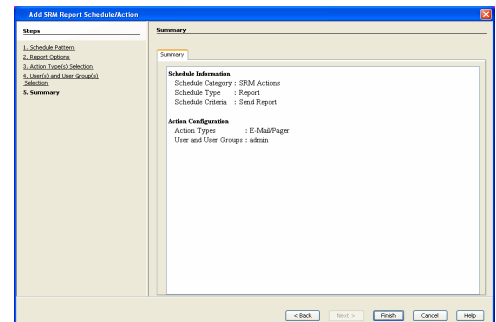 Add SRM Report Schedule/Action
Steps
1. Schedule Pattern
2. Report Options
3. Action Type(s) Selection
4. User(s) and User Group(s)
Selection
5. Summary
Summary
Summary
Schedule Information
Schedule Category : SRM Actions
Schedule Type : Report
Schedule Criteria : Send Report
Action Configuration
Action Types : E-Mail/Pager
User and User Groups : admin
< Back
Next >
Finish
Cancel
Help